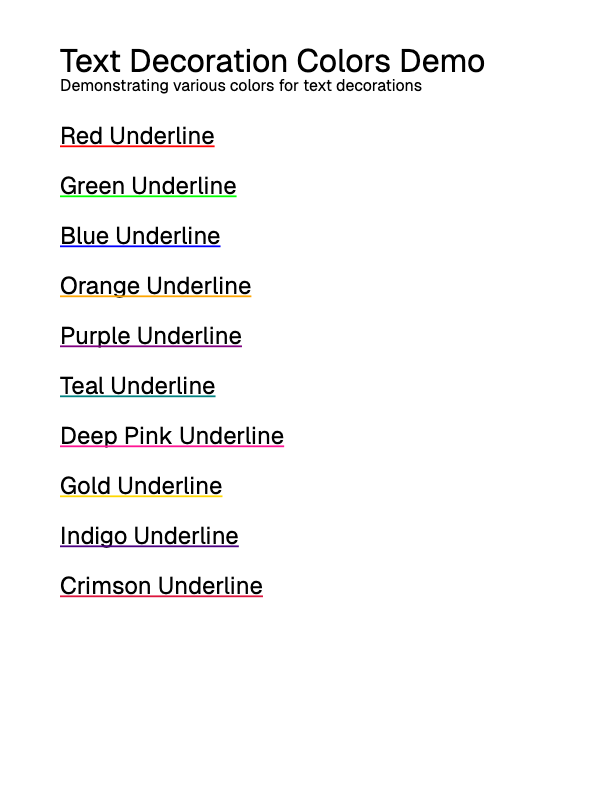 Text Decoration Colors Demo
Demonstrating various colors for text decorations
Red Underline
Green Underline
Blue Underline
Orange Underline
Purple Underline
Teal Underline
Deep Pink Underline
Gold Underline
Indigo Underline
Crimson Underline